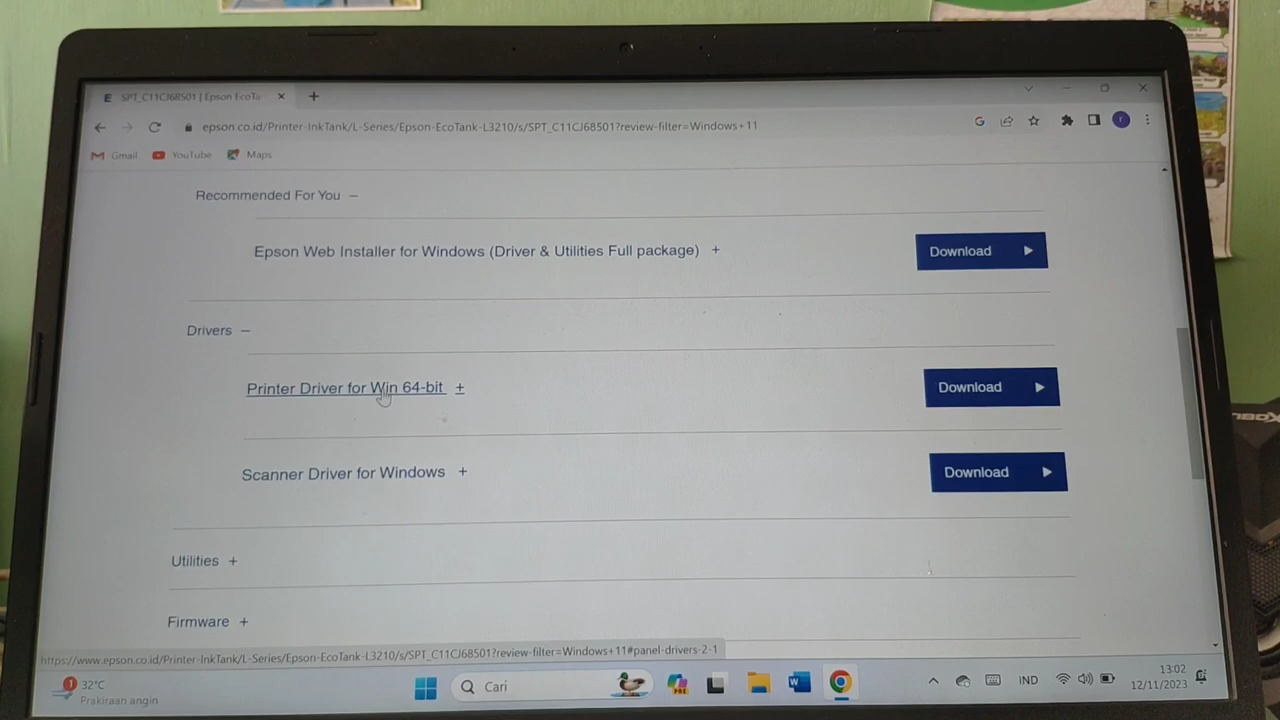 SPT_C11CJ68501 | Epson EcoTa
epson.co.id/Printer-InkTank/L-Series/Epson-EcoTank-L3210/s/SPT_C11CJ68501?review-filter=Windows+11
Gmail YouTube Maps
Recommended For You –
Epson Web Installer for Windows (Driver & Utilities Full package) +
Download
Drivers –
Printer Driver for Win 64-bit ±
Download
Scanner Driver for Windows +
Download
Utilities +
Firmware +
https://www.epson.co.id/Printer-InkTank/L-Series/Epson-EcoTank-L3210/s/SPT_C11CJ68501?review-filter=Windows+11#panel-drivers-2-1
1
32°C
Prakiraan angin
Cari
PRE
IND
13:02
12/11/2023